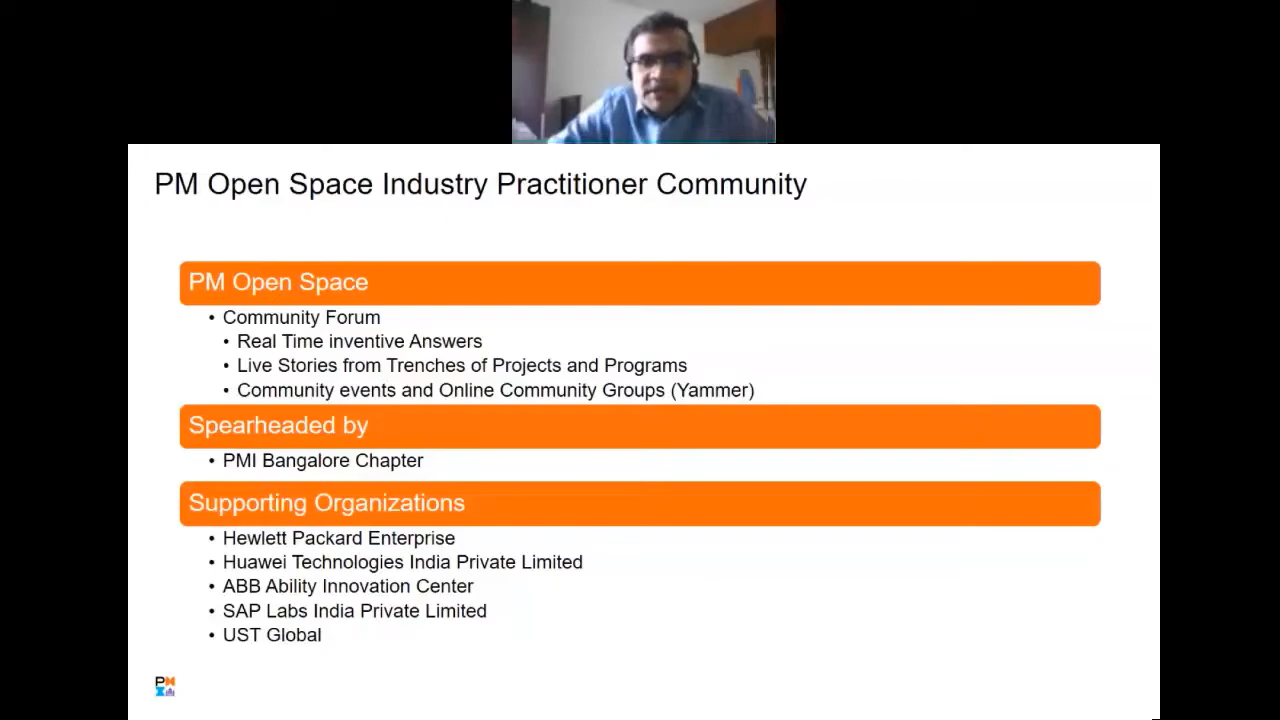 PM Open Space Industry Practitioner Community
PM Open Space
• Community Forum
• Real Time inventive Answers
• Live Stories from Trenches of Projects and Programs
• Community events and Online Community Groups (Yammer)
Spearheaded by
• PMI Bangalore Chapter
Supporting Organizations
• Hewlett Packard Enterprise
• Huawei Technologies India Private Limited
• ABB Ability Innovation Center
• SAP Labs India Private Limited
• UST Global